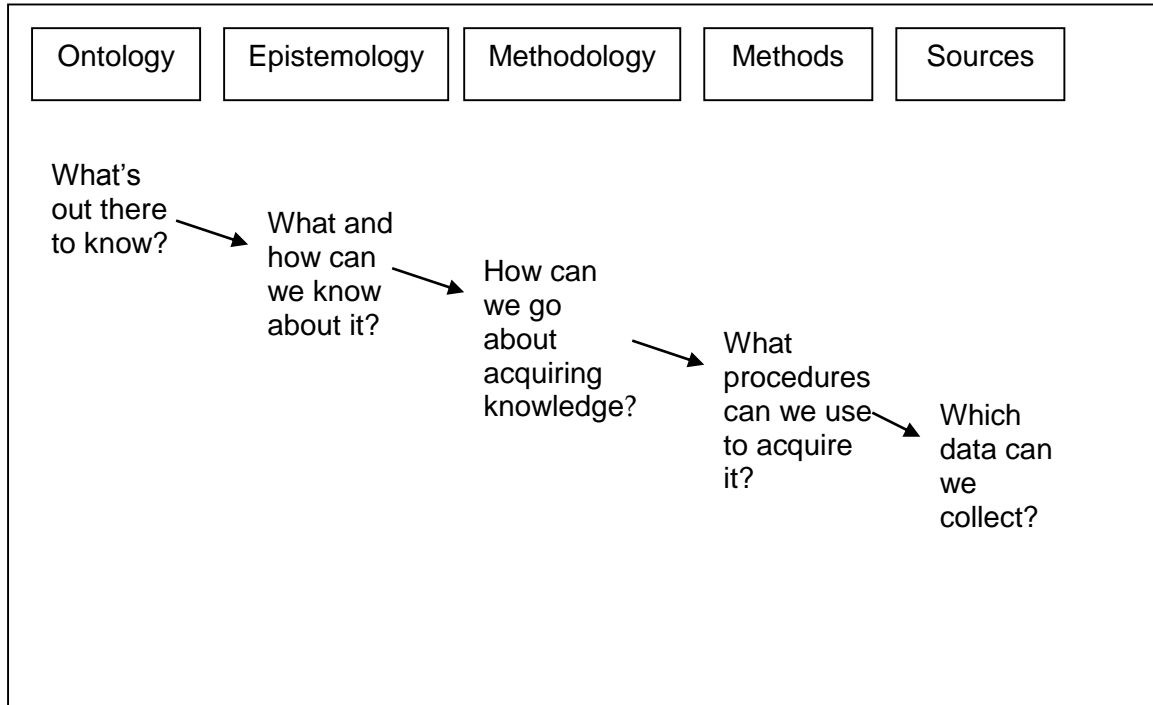 Ontology
Epistemology
Methodology
Methods
Sources
What’s
out there
to know?
What and
how can
we know
about it?
How can
we go
about
acquiring
knowledge?
What
procedures
can we use
to acquire
it?
Which
data can
we
collect?